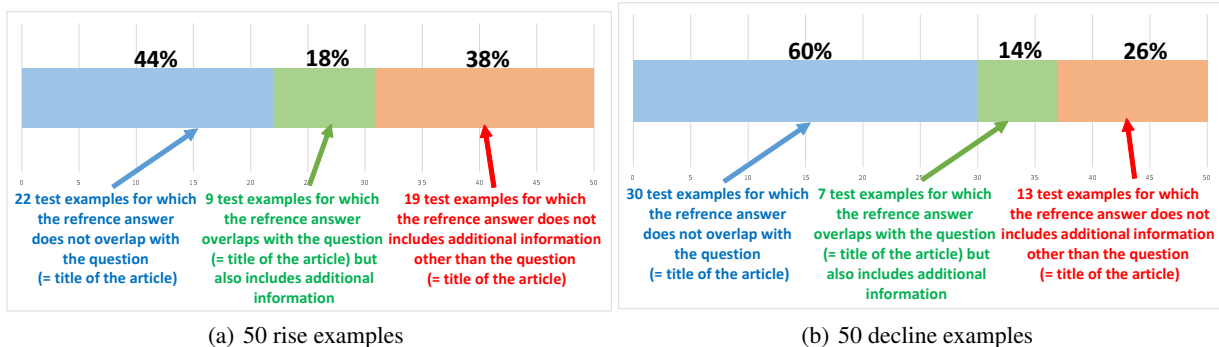 44%
18%
38%
0
5
10
15
20
25
30
35
40
45
50
22 test examples for which
the refrence answer
does not overlap with
the question
(= title of the article)
9 test examples for
which
the refrence answer
overlaps with the question
(= title of the article) but
also includes additional
information
19 test examples for which
the refrence answer does not
includes additional information
other than the question
(= title of the article)
(a) 50 rise examples
60%
14%
26%
0
5
10
15
20
25
30
35
40
45
50
30 test examples for which
the refrence answer
does not overlap with
the question
(= title of the article)
7 test examples for
which
the refrence answer
overlaps with the question
(= title of the article) but
also includes additional
information
13 test examples for which
the refrence answer does not
includes additional information
other than the question
(= title of the article)
(b) 50 decline examples